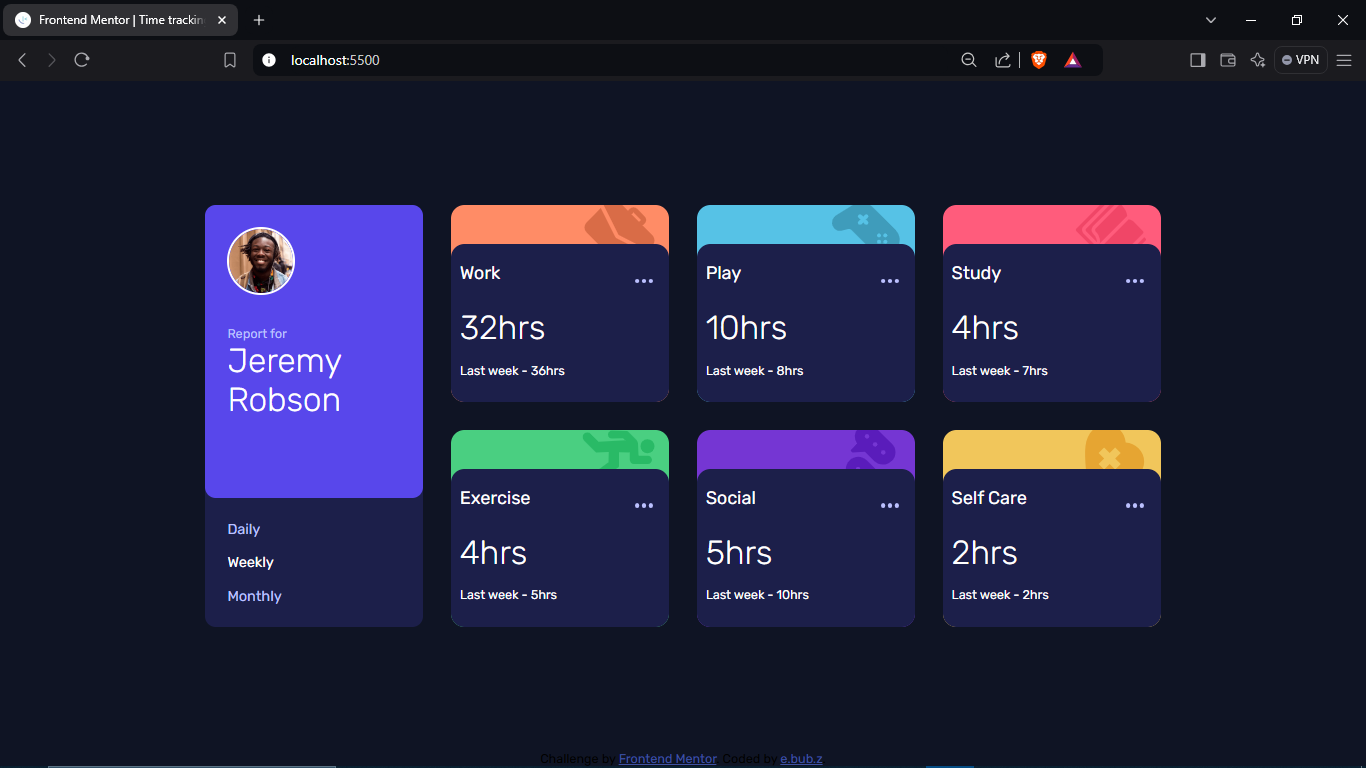 Frontend Mentor | Time trackin
localhost:5500
VPN
Report for
Jeremy
Robson
Daily
Weekly
Monthly
Work
32hrs
Last week - 36hrs
Play
10hrs
Last week - 8hrs
Study
4hrs
Last week - 7hrs
Exercise
4hrs
Last week - 5hrs
Social
5hrs
Last week - 10hrs
Self Care
2hrs
Last week - 2hrs
Challenge by Frontend Mentor. Coded by e.bub.z